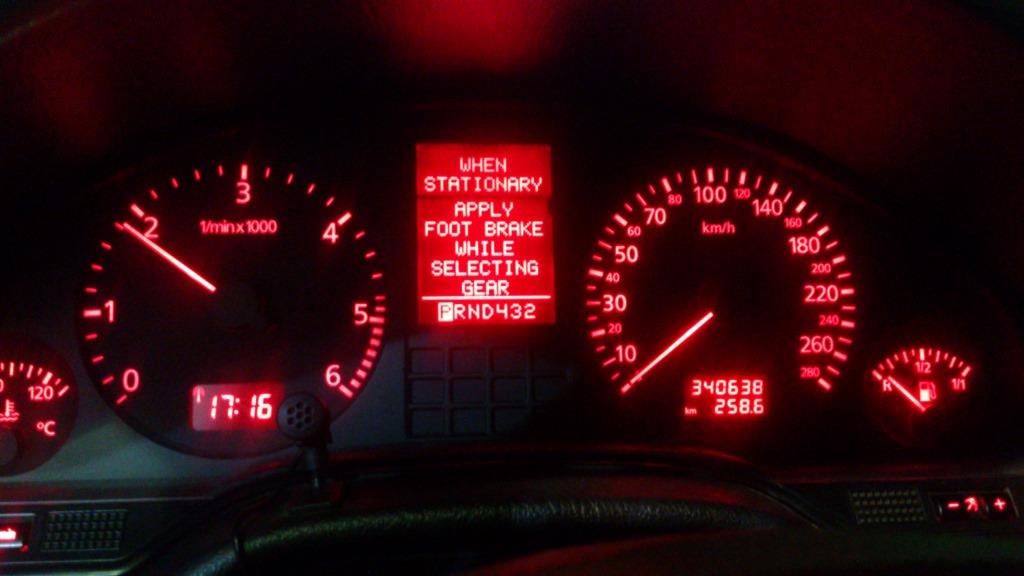 3
2
4
1/min x 1000
1
5
0
6
17:16
120
°C
WHEN
STATIONARY
APPLY
FOOT BRAKE
WHILE
SELECTING
GEAR
PRND432
100
80
120
70
140
60
160
km/h
50
180
40
200
30
220
20
240
10
260
280
340638
km 258.6
R
1/2
1/1
- +